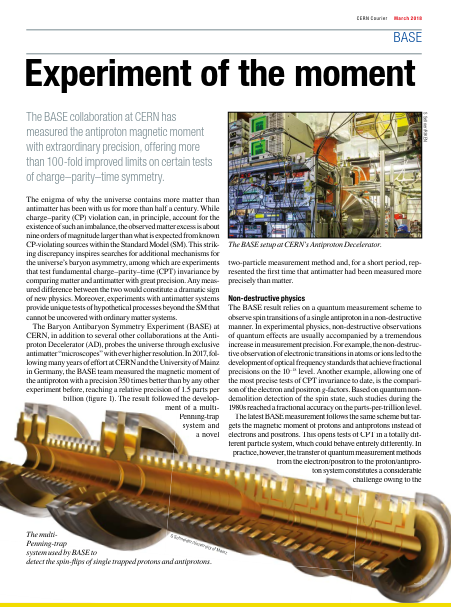 CERN Courier March 2018
BASE
Experiment of the moment
The BASE collaboration at CERN has
measured the antiproton magnetic moment
with extraordinary precision, offering more
than 100-fold improved limits on certain tests
of charge–parity–time symmetry.
The enigma of why the universe contains more matter than
antimatter has been with us for more than half a century. While
charge–parity (CP) violation can, in principle, account for the
existence of such an imbalance, the observed matter excess is about
nine orders of magnitude larger than what is expected from known
CP-violating sources within the Standard Model (SM). This strik-
ing discrepancy inspires searches for additional mechanisms for
the universe's baryon asymmetry, among which are experiments
that test fundamental charge–parity–time (CPT) invariance by
comparing matter and antimatter with great precision. Any meas-
ured difference between the two would constitute a dramatic sign
of new physics. Moreover, experiments with antimatter systems
provide unique tests of hypothetical processes beyond the SM that
cannot be uncovered with ordinary matter systems.
The Baryon Antibaryon Symmetry Experiment (BASE) at
CERN, in addition to several other collaborations at the Anti-
proton Decelerator (AD), probes the universe through exclusive
antimatter “microscopes” with ever higher resolution. In 2017, fol-
lowing many years of effort at CERN and the University of Mainz
in Germany, the BASE team measured the magnetic moment of
the antiproton with a precision 350 times better than by any other
experiment before, reaching a relative precision of 1.5 parts per
billion (figure 1). The result followed the develop-
ment of a multi-
Penning-trap
system and
a novel
The BASE setup at CERN's Antiproton Decelerator.
two-particle measurement method and, for a short period, rep-
resented the first time that antimatter had been measured more
precisely than matter.
Non-destructive physics
The BASE result relies on a quantum measurement scheme to
observe spin transitions of a single antiproton in a non-destructive
manner. In experimental physics, non-destructive observations
of quantum effects are usually accompanied by a tremendous
increase in measurement precision. For example, the non-destruc-
tive observation of electronic transitions in atoms or ions led to the
development of optical frequency standards that achieve fractional
precisions on the 10 level. Another example, allowing one of
the most precise tests of CPT invariance to date, is the compari-
son of the electron and positron g-factors. Based on quantum non-
demolition detection of the spin state, such studies during the
1980s reached a fractional accuracy on the parts-per-trillion level.
The latest BASE measurement follows the same scheme but tar-
gets the magnetic moment of protons and antiprotons instead of
electrons and positrons. This opens tests of CPT in a totally dif-
ferent particle system, which could behave entirely differently. In
practice, however, the transfer of quantum measurement methods
from the electron/positron to the proton/antipro-
ton system constitutes a considerable
challenge owing to the
The multi-
Penning-trap
system used by BASE to
detect the spin-flips of single trapped protons and antiprotons.